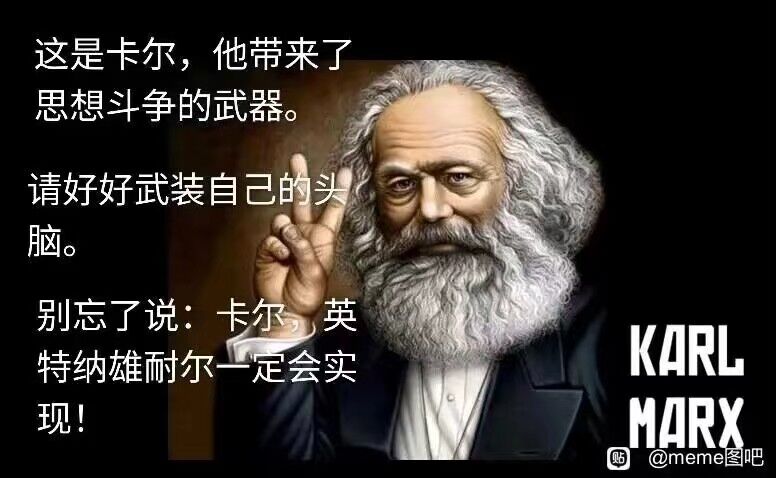 这是卡尔，他带来了
思想斗争的武器。
请好好武装自己的头
脑。
别忘了说：卡尔，英
特纳雄耐尔一定会实
现！
KARL
MARX
贴 @meme图吧